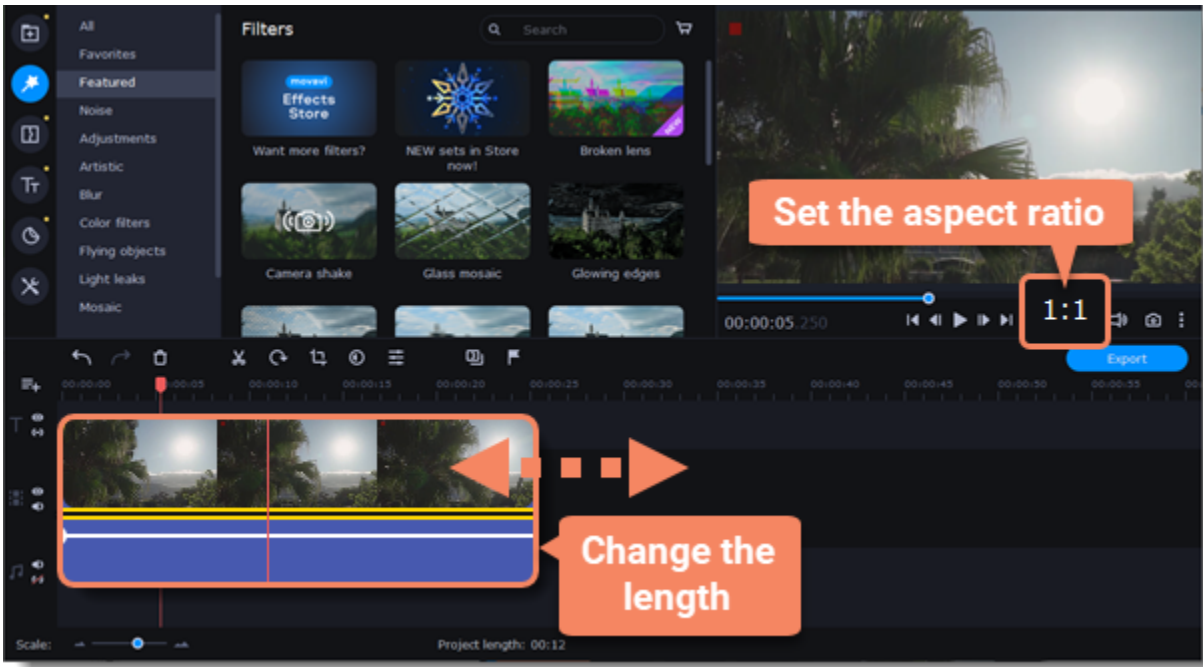 All
Favorites
Featured
Noise
Adjustments
Artistic
Blur
Color filters
Flying objects
Light leaks
Mosaic
Filters
Search
movavi
Effects
Store
Want more filters?
NEW sets in Store
now!
NEW
Broken lens
Camera shake
Glass mosaic
Glowing edges
Set the aspect ratio
00:00:05.250
1:1
Export
00:00:00
00:00:05
00:00:10
00:00:15
00:00:20
00:00:25
00:00:30
00:00:35
00:00:40
00:00:45
00:00:50
00:00:55
Change the
length
Scale:
Project length: 00:12